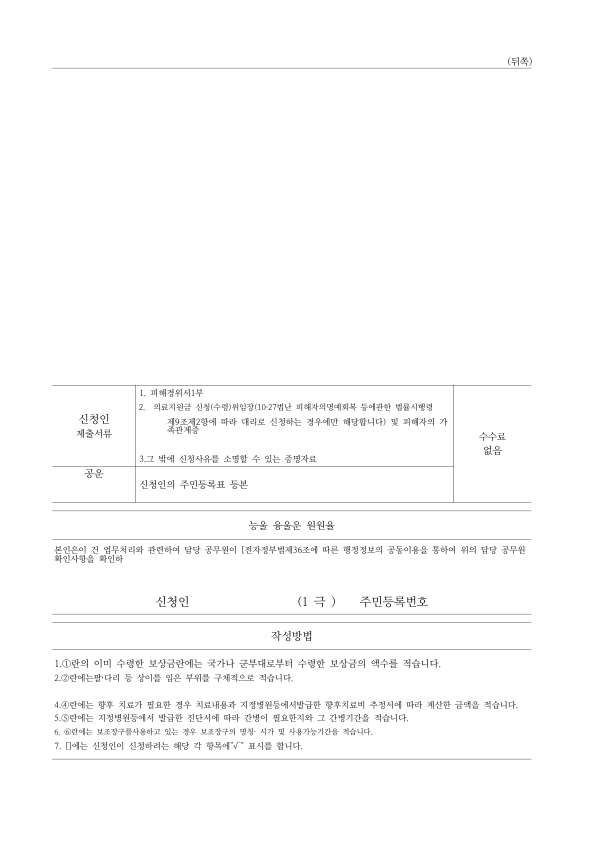 (뒤쪽)
1. 피해경위서1부
2. 의료지원금 신청(수령)위임장(10·27법난 피해자의명예회복 등에관한 법률시행령
제9조제2항에 따라 대리로 신청하는 경우에만 해당합니다) 및 피해자의 가
족관계증
3.그 밖에 신청사유를 소명할 수 있는 증명자료
신청인
제출서류
수수료
없음
공운
신청인의 주민등록표 등본
능울 융울운 원원율
본인은이 건 업무처리와 관련하여 담당 공무원이 [전자정부법제36조에 따른 행정정보의 공동이용을 통하여 위의 담당 공무원
확인사항을 확인하
신청인 (1 극 ) 주민등록번호
작성방법
1.①란의 이미 수령한 보상금란에는 국가나 군부대로부터 수령한 보상금의 액수를 적습니다.
2.②란에는팔·다리 등 상이를 입은 부위를 구체적으로 적습니다.
4.④란에는 향후 치료가 필요한 경우 치료내용과 지정병원등에서발급한 향후치료비 추정서에 따라 계산한 금액을 적습니다.
5.⑤란에는 지정병원등에서 발급한 진단서에 따라 간병이 필요한지와 그 간병기간을 적습니다.
6. ⑥란에는 보조장구를사용하고 있는 경우 보조장구의 명칭· 시가 및 사용가능기간을 적습니다.
7. []에는 신청인이 신청하려는 해당 각 항목에"√" 표시를 합니다.